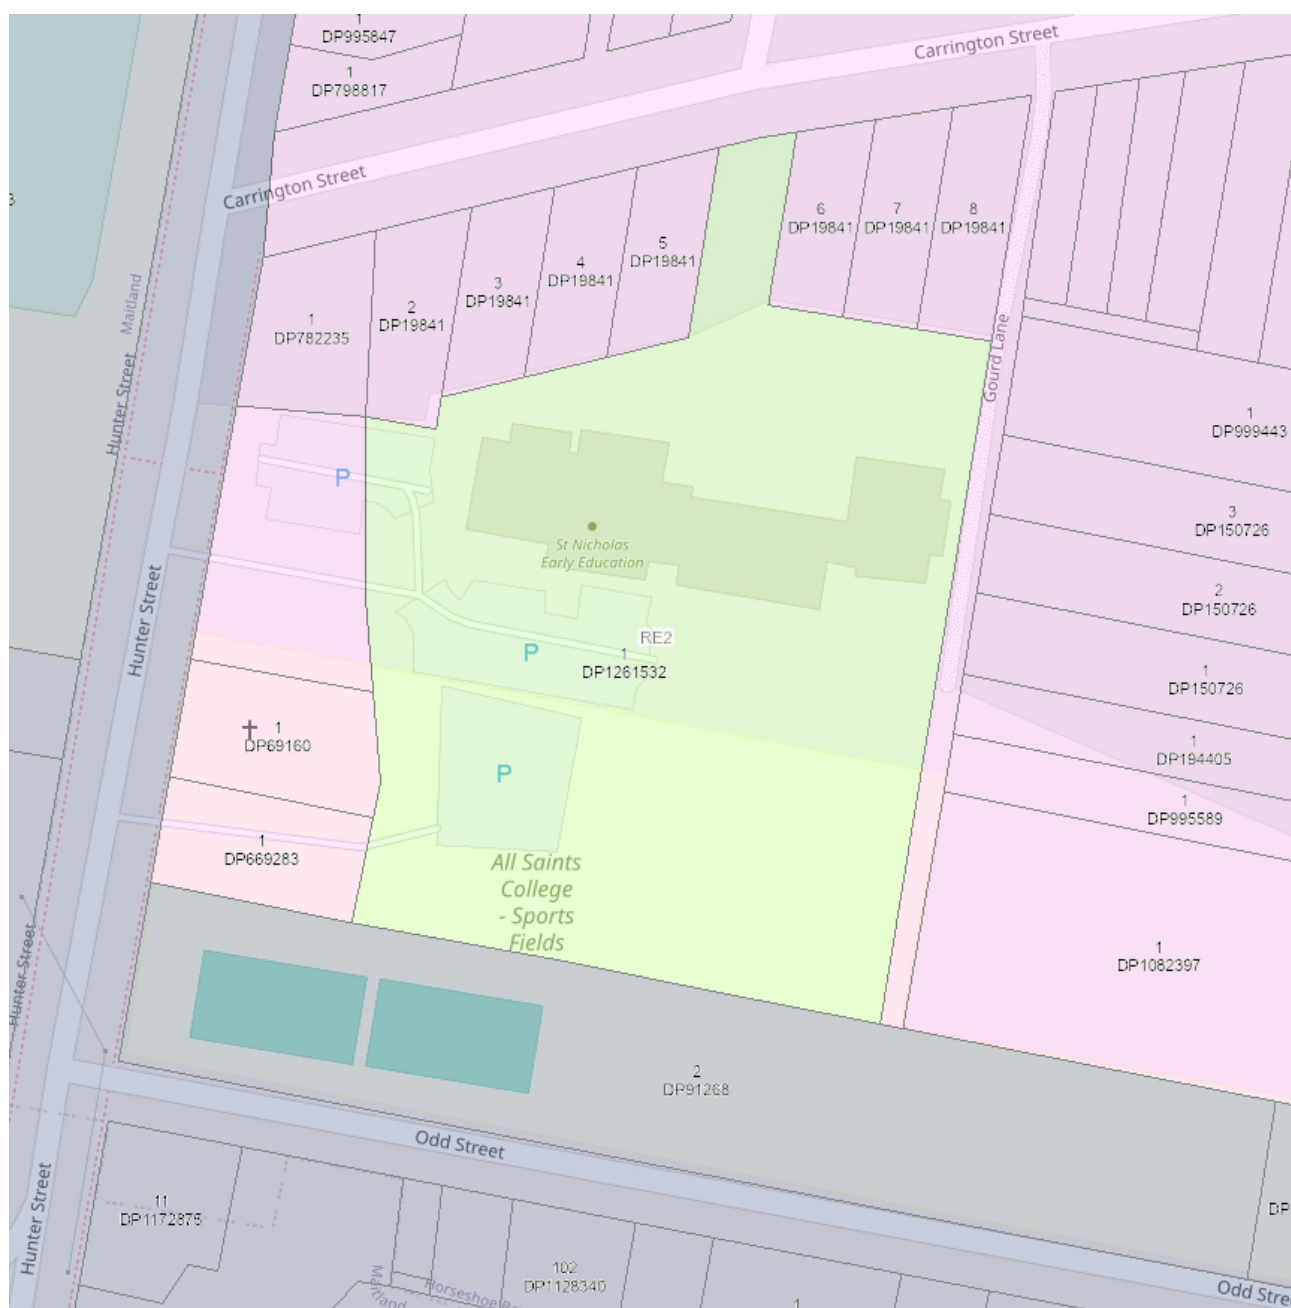 1
DP995847
1
DP798817
Carrington Street
Carrington Street
3
6
DP19841
7
DP19841
8
DP19841
5
DP19841
4
DP19841
3
DP19841
2
DP19841
1
DP782235
Maitland
Hunter Street
Gourd Lane
1
DP999443
P
St Nicholas
Early Education
3
DP150726
2
DP150726
Hunter Street
RE2
P
1
DP1261532
1
DP150726
1
DP69160
1
DP194405
P
1
DP995589
1
DP669283
All Saints
College
- Sports
Fields
Hunter Street
1
DP1082397
2
DP91268
Odd Street
11
DP1172875
Hunter Street
DP
102
DP1128340
Maitland
Horseshoe
1
Odd Stre